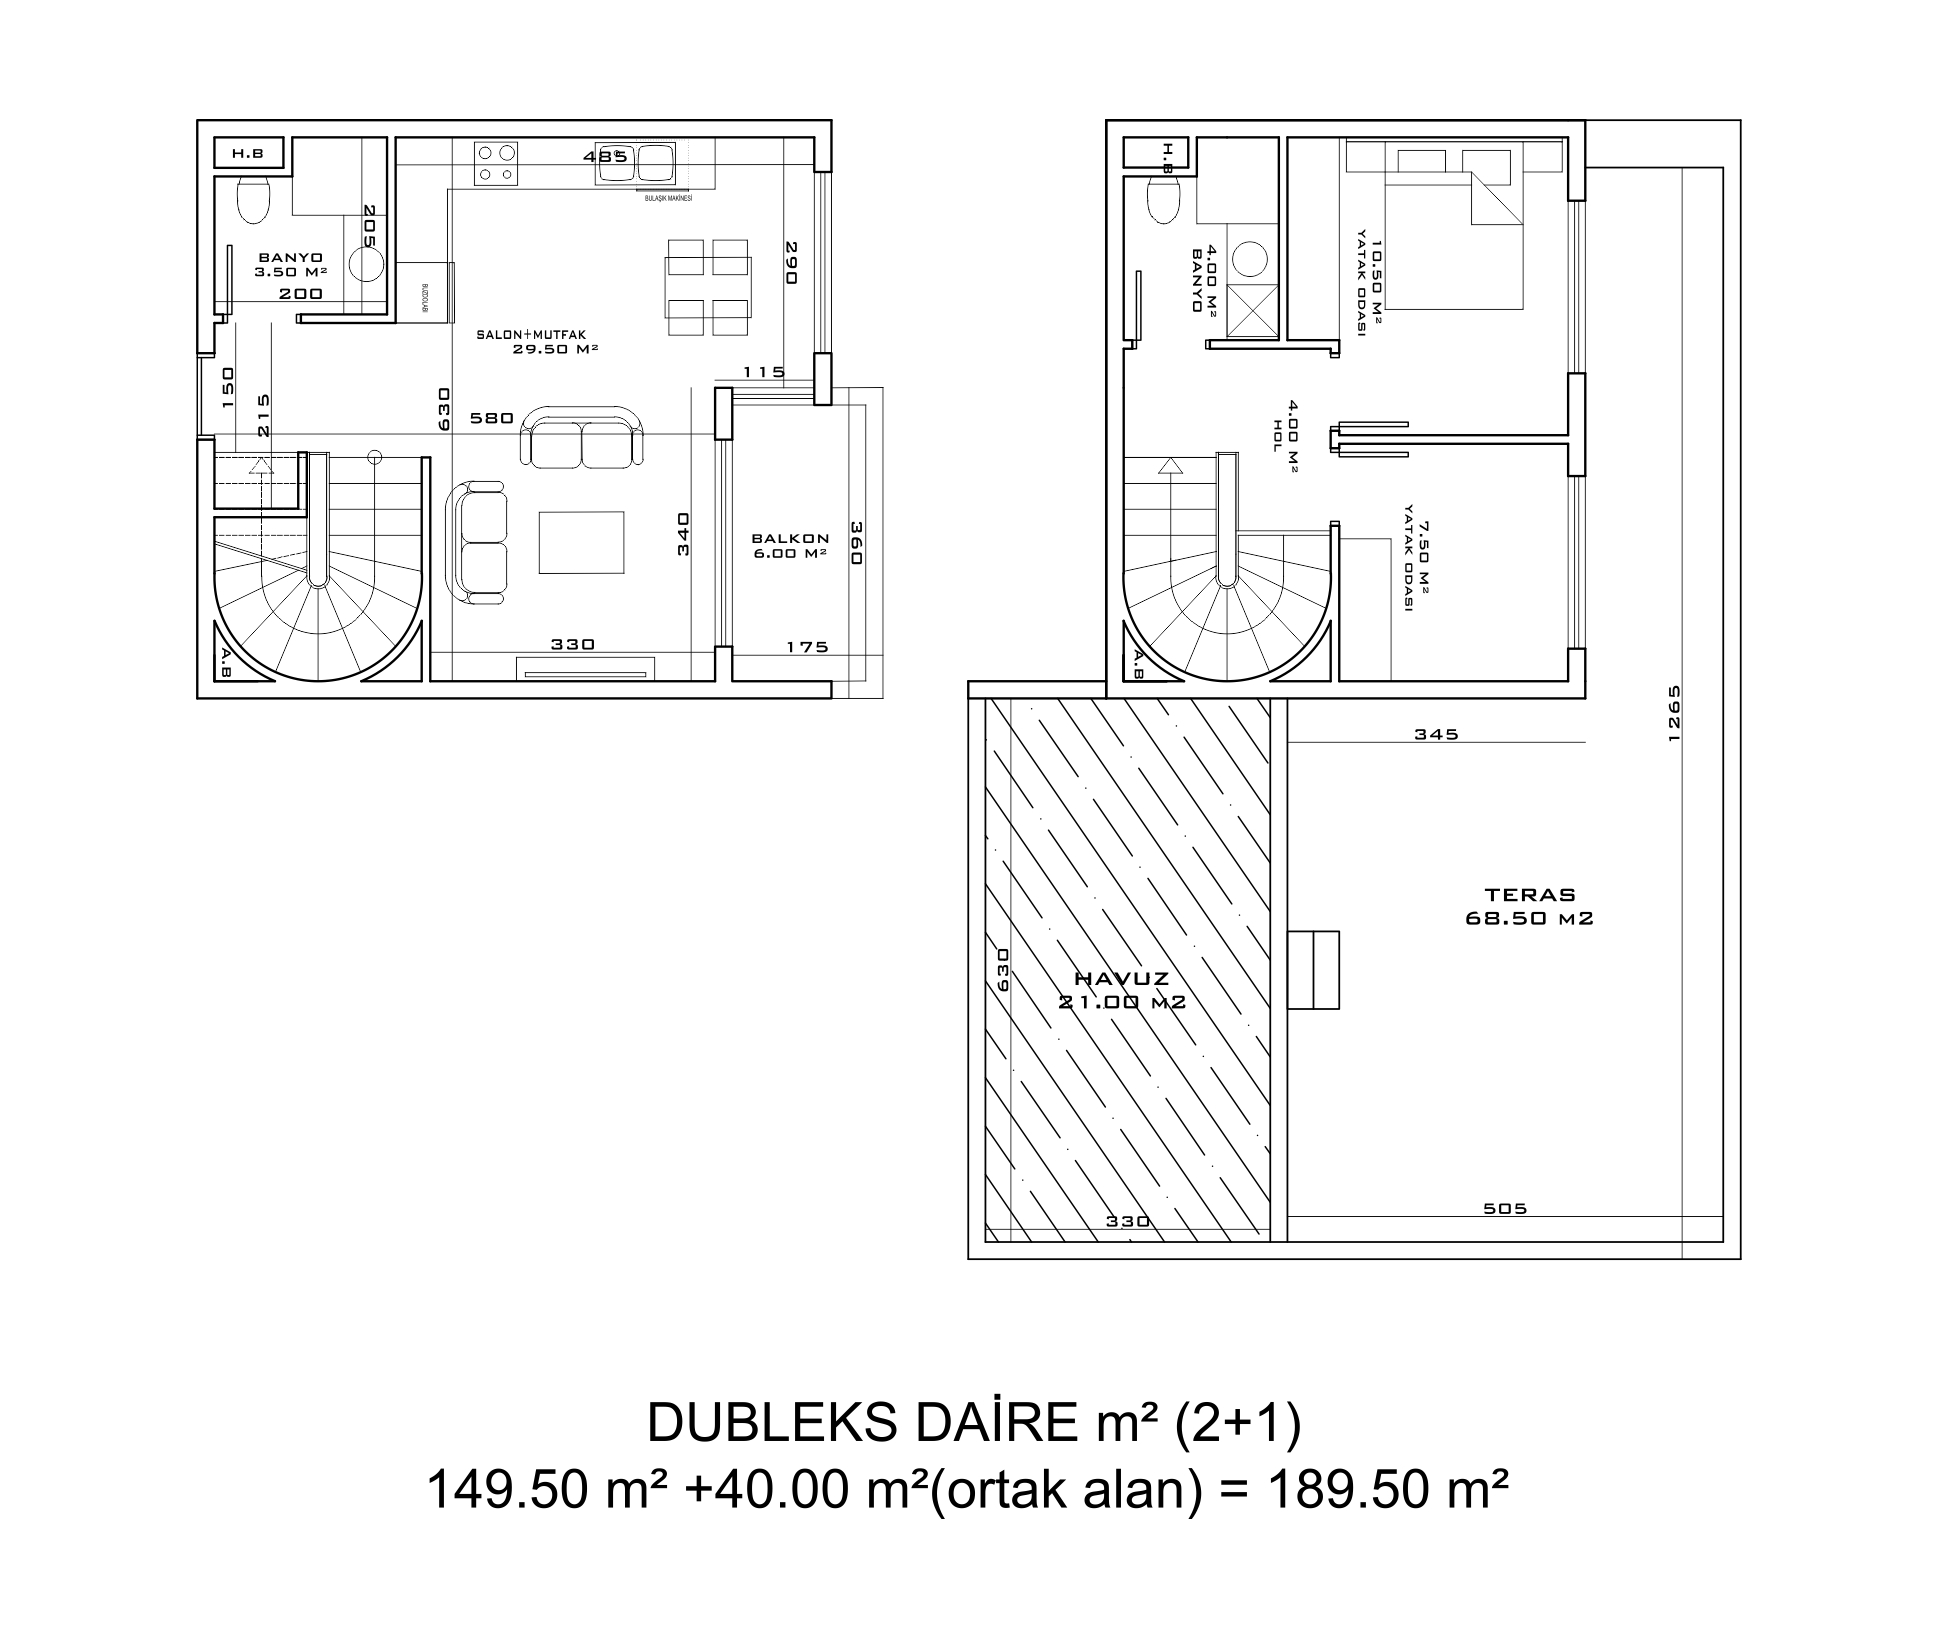 H.B
485
BULAŞIK MAKİNESİ
205
BANYO
3.50 M²
200
BUZDOLABI
290
SALON+MUTFAK
29.50 M²
115
150
215
630
580
340
BALKON
6.00 M²
360
330
175
A.B
H.B
4.00 M²
BANYO
10.50 M²
YATAK ODASI
4.00 M²
HOL
7.50 M²
YATAK ODASI
A.B
1265
345
TERAS
68.50 M2
630
HAVUZ
21.00 M2
330
505
DUBLEKS DAİRE m² (2+1)
149.50 m² +40.00 m²(ortak alan) = 189.50 m²